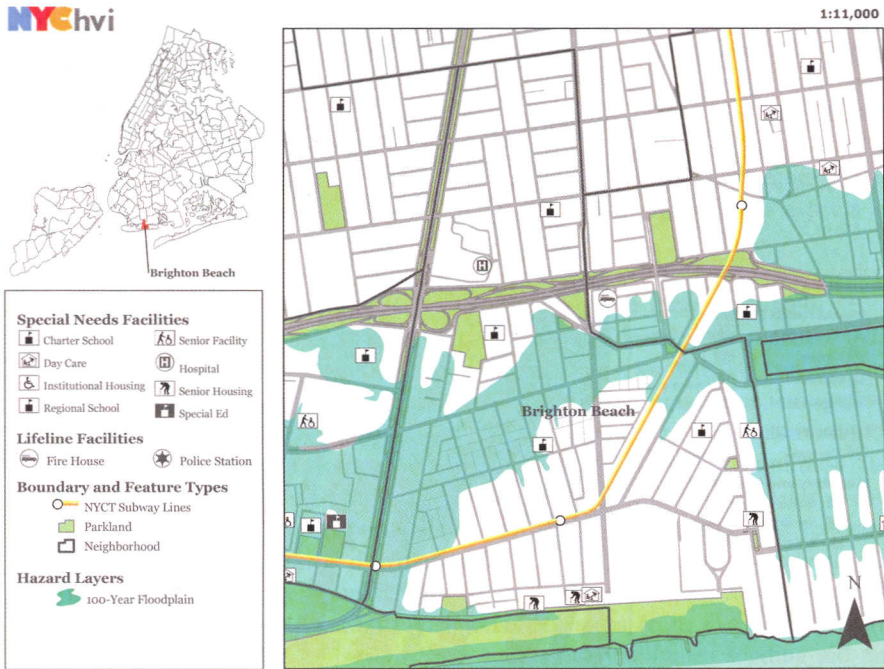 NYChvi
1:11,000
Brighton Beach
Special Needs Facilities
Charter School
Senior Facility
Day Care
Hospital
Institutional Housing
Senior Housing
Regional School
Special Ed
Lifeline Facilities
Fire House
Police Station
Boundary and Feature Types
NYCT Subway Lines
Parkland
Neighborhood
Hazard Layers
100-Year Floodplain
H
H
Brighton Beach
N